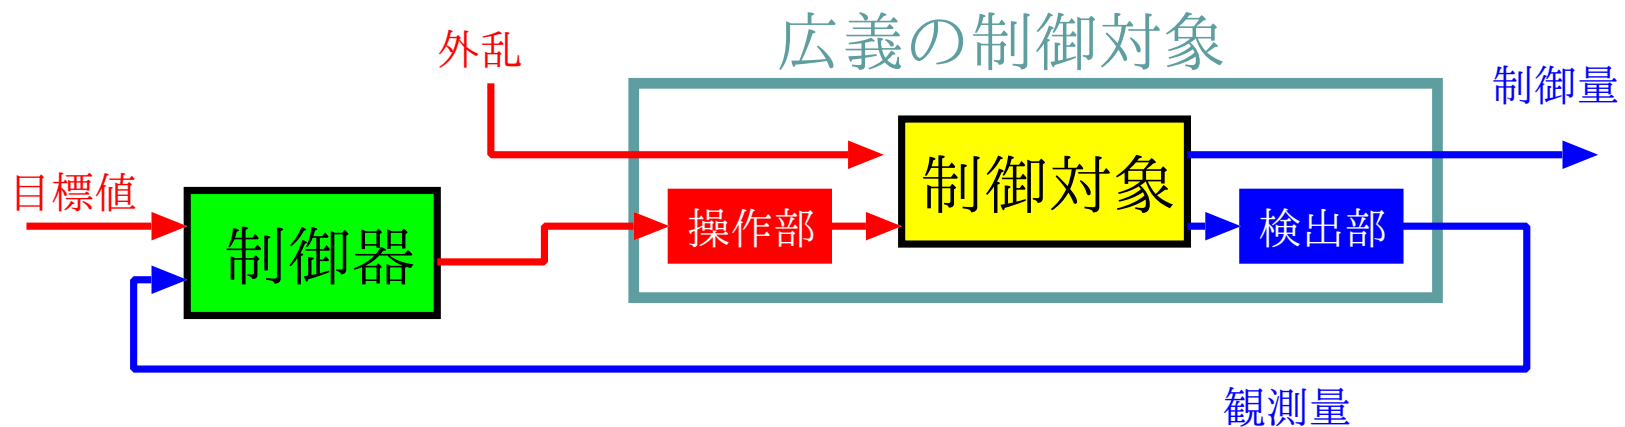 広義の制御対象
外乱
制御量
目標値
制御対象
操作部
検出部
制御器
観測量